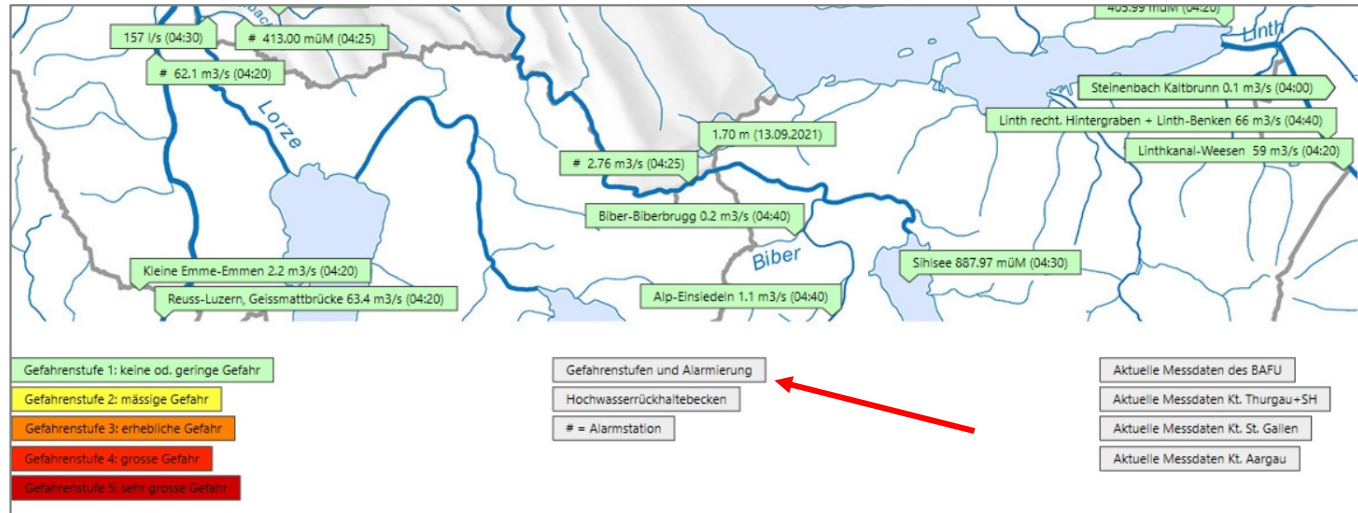 405.99 müM (04:20)
Linth
157 l/s (04:30)
# 413.00 müM (04:25)
# 62.1 m3/s (04:20)
Lorze
Steinenbach Kaltbrunn 0.1 m3/s (04:00)
Linth recht. Hintergraben + Linth-Benken 66 m3/s (04:40)
1.70 m (13.09.2021)
Linthkanal-Weesen 59 m3/s (04:20)
# 2.76 m3/s (04:25)
Biber-Biberbrugg 0.2 m3/s (04:40)
Biber
Sihlsee 887.97 müM (04:30)
Kleine Emme-Emmen 2.2 m3/s (04:20)
Reuss-Luzern, Geissmattbrücke 63.4 m3/s (04:20)
Alp-Einsiedeln 1.1 m3/s (04:40)
Gefahrenstufe 1: keine od. geringe Gefahr
Gefahrenstufe 2: mässige Gefahr
Gefahrenstufe 3: erhebliche Gefahr
Gefahrenstufe 4: grosse Gefahr
Gefahrenstufe 5: sehr grosse Gefahr
Gefahrenstufen und Alarmierung
Hochwasserrückhaltebecken
# = Alarmstation
Aktuelle Messdaten des BAFU
Aktuelle Messdaten Kt. Thurgau+SH
Aktuelle Messdaten Kt. St. Gallen
Aktuelle Messdaten Kt. Aargau